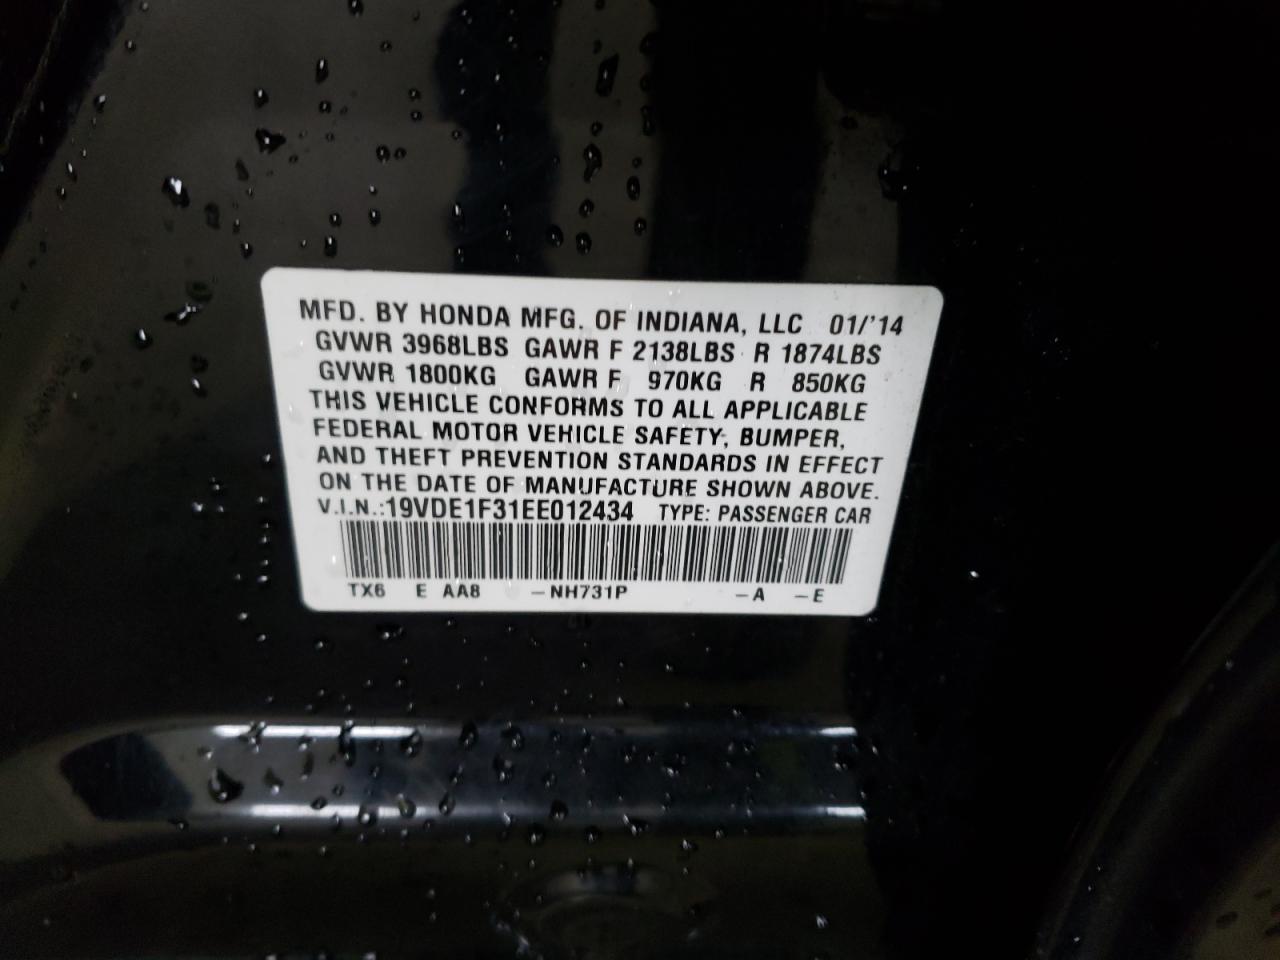 MFD. BY HONDA MFG. OF INDIANA, LLC 01/'14
GVWR 3968LBS GAWR F 2138LBS R 1874LBS
GVWR 1800KG GAWR F 970KG R 850KG
THIS VEHICLE CONFORMS TO ALL APPLICABLE
FEDERAL MOTOR VEHICLE SAFETY, BUMPER,
AND THEFT PREVENTION STANDARDS IN EFFECT
ON THE DATE OF MANUFACTURE SHOWN ABOVE.
V.I.N.:19VDE1F31EE012434 TYPE: PASSENGER CAR
TX6 E AA8 -NH731P -A -E